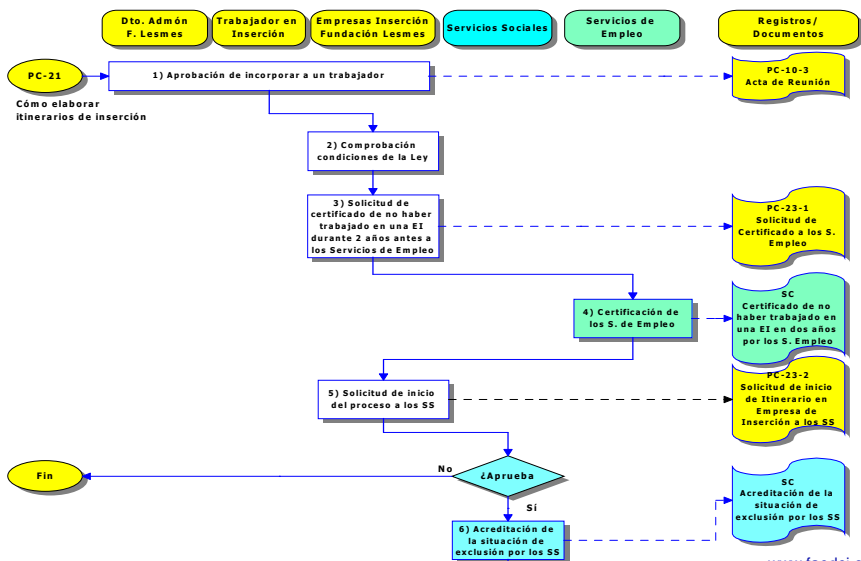 Dto. Admón
F. Lesmes
Trabajador en
Inserción
Empresas Inserción
Fundación Lesmes
Servicios Sociales
Servicios de
Empleo
Registros/
Documentos
PC-21
Cómo elaborar
itinerarios de inserción
1) Aprobación de incorporar a un trabajador
PC-10-3
Acta de Reunión
2) Comprobación
condiciones de la Ley
3) Solicitud de
certificado de no haber
trabajado en una EI
durante 2 años antes a
los Servicios de Empleo
PC-23-1
Solicitud de
Certificado a los S.
Empleo
4) Certificación de
los S. de Empleo
SC
Certificado de no
haber trabajado en
una EI en dos años
por los S. Empleo
5) Solicitud de inicio
del proceso a los SS
PC-23-2
Solicitud de inicio
de Itinerario en
Empresa de
Inserción a los SS
Fin
No
¿Aprueba
Sí
SC
Acreditación de la
situación de
exclusión por los SS
6) Acreditación de
la situación de
exclusión por los SS